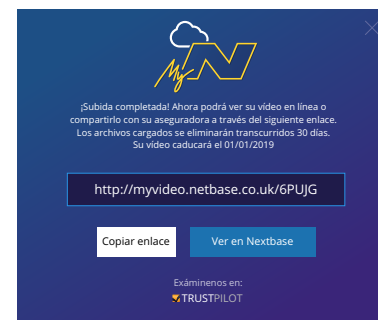 My N
¡Subida completada! Ahora podrá ver su vídeo en línea o
compartirlo con su aseguradora a través del siguiente enlace.
Los archivos cargados se eliminarán transcurridos 30 días.
Su vídeo caducará el 01/01/2019
http://myvideo.netbase.co.uk/6PUJG
Copiar enlace
Ver en Nextbase
Exáminenos en:
TRUSTPILOT